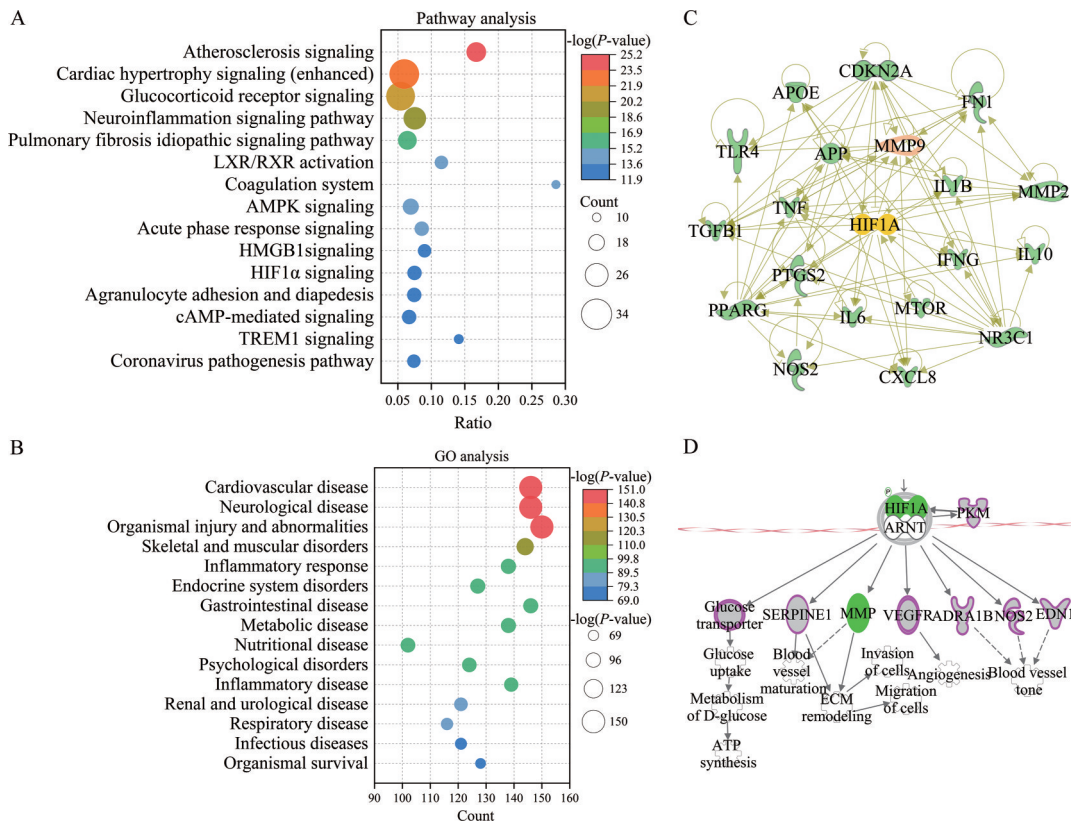 A
Pathway analysis
Atherosclerosis signaling
Cardiac hypertrophy signaling (enhanced)
Glucocorticoid receptor signaling
Neuroinflammation signaling pathway
Pulmonary fibrosis idiopathic signaling pathway
LXR/RXR activation
Coagulation system
AMPK signaling
Acute phase response signaling
HMGB1signaling
HIF1α signaling
Agranulocyte adhesion and diapedesis
cAMP-mediated signaling
TREM1 signaling
Coronavirus pathogenesis pathway
0.05 0.10 0.15 0.20 0.25 0.30
Ratio
-log(P-value)
25.2
23.5
21.9
20.2
18.6
16.9
15.2
13.6
11.9
Count
10
18
26
34
B
GO analysis
Cardiovascular disease
Neurological disease
Organismal injury and abnormalities
Skeletal and muscular disorders
Inflammatory response
Endocrine system disorders
Gastrointestinal disease
Metabolic disease
Nutritional disease
Psychological disorders
Inflammatory disease
Renal and urological disease
Respiratory disease
Infectious diseases
Organismal survival
90 100 110 120 130 140 150 160
Count
-log(P-value)
151.0
140.8
130.5
120.3
110.0
99.8
89.5
79.3
69.0
-log(P-value)
69
96
123
150
C
CDKN2A
APOE
FN1
TLR4
APP
MMP9
IL1B
MMP2
TNF
TGFB1
HIF1A
IFNG
IL10
PTGS2
PPARG
IL6
MTOR
NR3C1
NOS2
CXCL8
D
P
HIF1A
PKM
ARNT
Glucose
transporter
SERPINE1
MMP
VEGF
RADRA1B
NOS2
EDN1
Glucose
uptake
Blood
vessel
maturation
Invasion
of cells
Angiogenesis
Blood vessel
tone
Metabolism
of D-glucose
ECM
remodeling
Migration
of cells
ATP
synthesis